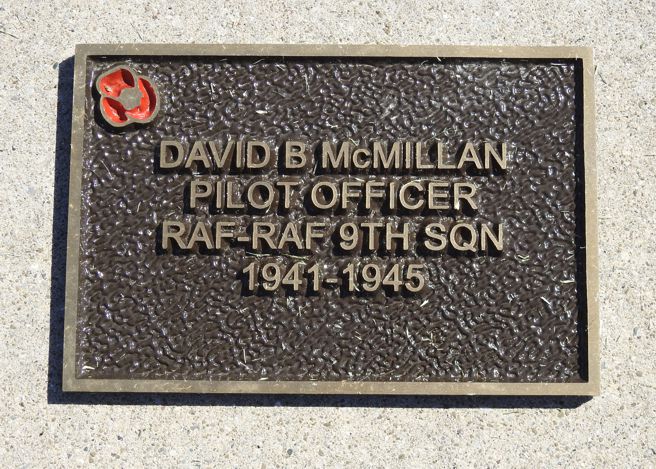 DAVID B McMILLAN
PILOT OFFICER
RAF-RAF 9TH SQN
1941-1945